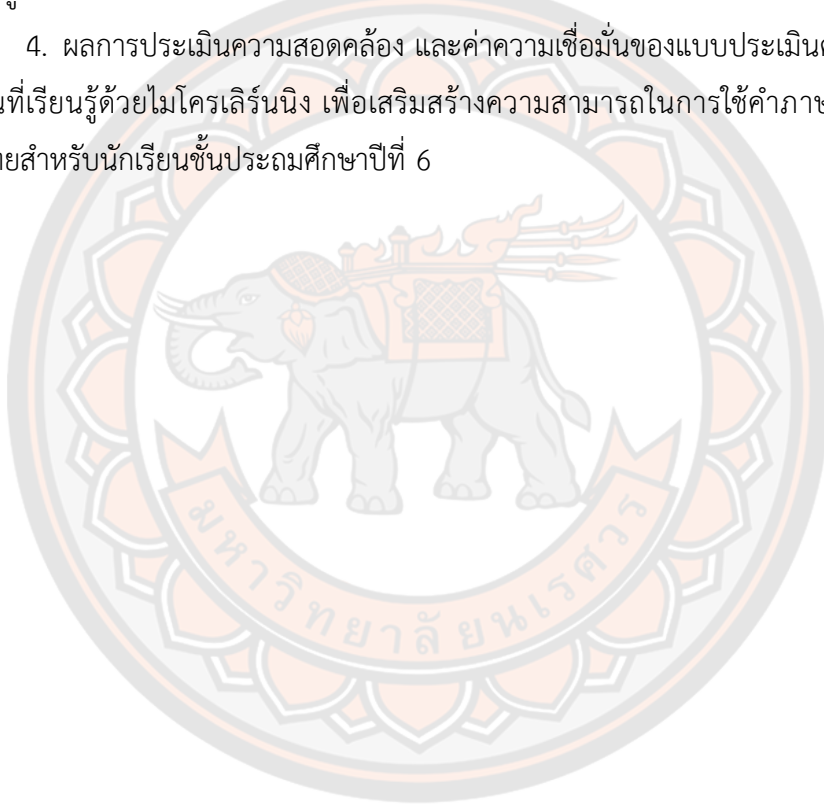 4. ผลการประเมินความสอดคล้อง และค่าความเชื่อมั่นของแบบประเมิน
ที่เรียนรู้ด้วยไมโครเลิร์นนิง เพื่อเสริมสร้างความสามารถในการใช้คำภาษ
ยสำหรับนักเรียนชั้นประถมศึกษาปีที่ 6
มหาวิทยาลัยนเรศวร